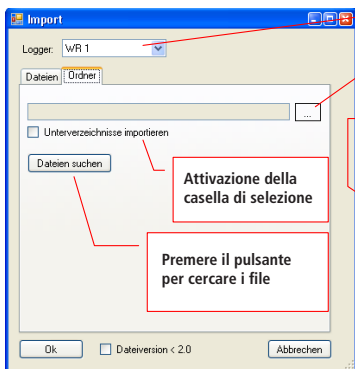 Import
Logger: WR 1
Dateien Ordner
...
Unterverzeichnisse importieren
Dateien suchen
Attivazione della
casella di selezione
Premere il pulsante
per cercare i file
Ok Dateiversion < 2.0 Abbrechen